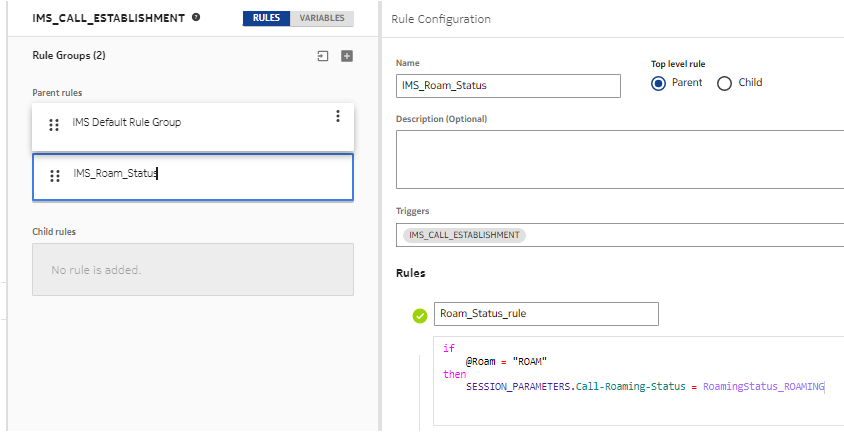 IMS_CALL_ESTABLISHMENT ? RULES VARIABLES
Rule Groups (2)
Parent rules
IMS Default Rule Group
IMS_Roam_Status
Child rules
No rule is added.
Rule Configuration
Name
IMS_Roam_Status
Top level rule
Parent Child
Description (Optional)
Triggers
IMS_CALL_ESTABLISHMENT
Rules
Roam_Status_rule
if
@Roam = "ROAM"
then
SESSION_PARAMETERS.Call-Roaming-Status = RoamingStatus_ROAMING